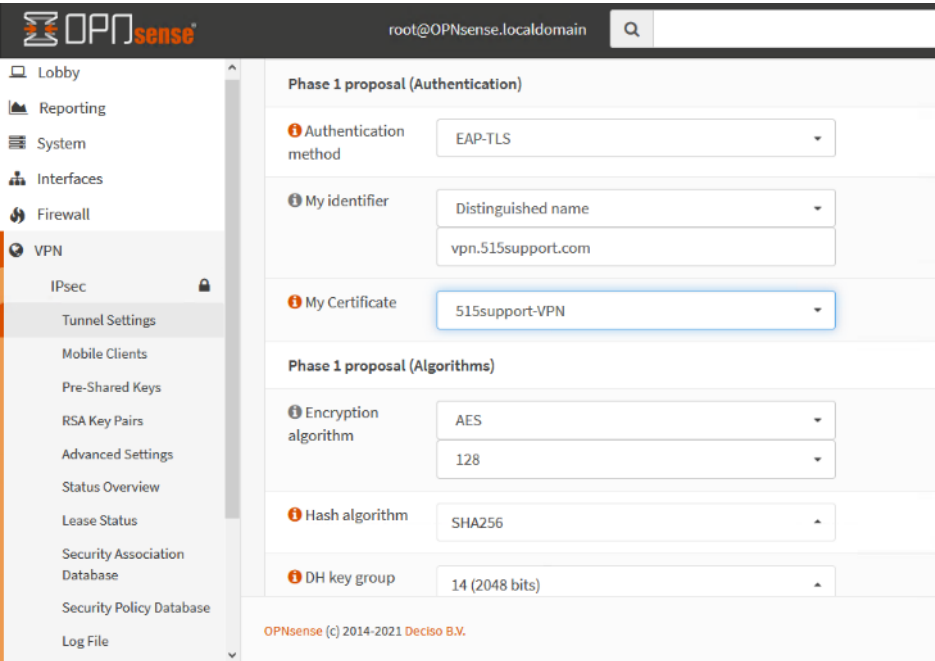 OPNsense
root@OPNsense.localdomain
Lobby
Reporting
System
Interfaces
Firewall
VPN
IPsec
Tunnel Settings
Mobile Clients
Pre-Shared Keys
RSA Key Pairs
Advanced Settings
Status Overview
Lease Status
Security Association
Database
Security Policy Database
Log File
Phase 1 proposal (Authentication)
Authentication
method
EAP-TLS
My identifier
Distinguished name
vpn.515support.com
My Certificate
515support-VPN
Phase 1 proposal (Algorithms)
Encryption
algorithm
AES
128
Hash algorithm
SHA256
DH key group
14 (2048 bits)
OPNsense (c) 2014-2021 Deciso B.V.